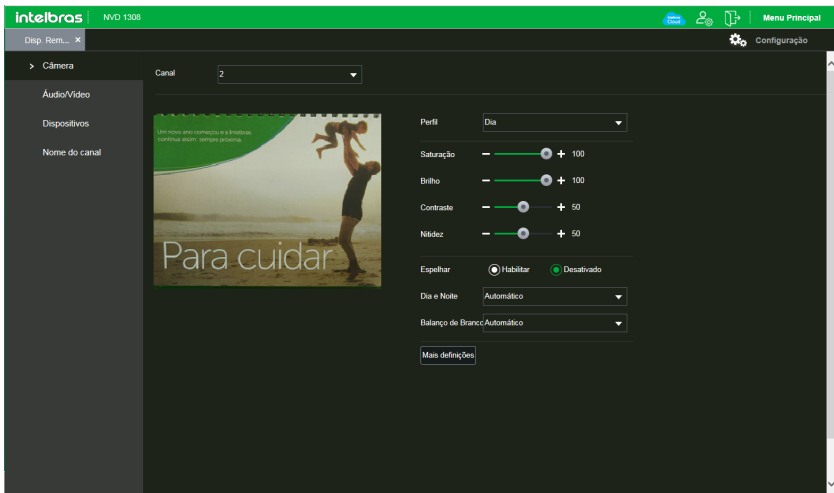 intelbras NVD 1308 Menu Principal
Disp. Rem... × Configuração
> Câmera
Áudio/Vídeo
Dispositivos
Nome do canal
Canal 2
Um novo ano começou e a Intelbras
continua assim: sempre próxima.
Para cuidar
Perfil Dia
Saturação − + 100
Brilho − + 100
Contraste − + 50
Nitidez − + 50
Espelhar Habilitar Desativado
Dia e Noite Automático
Balanço de Branco Automático
Mais definições